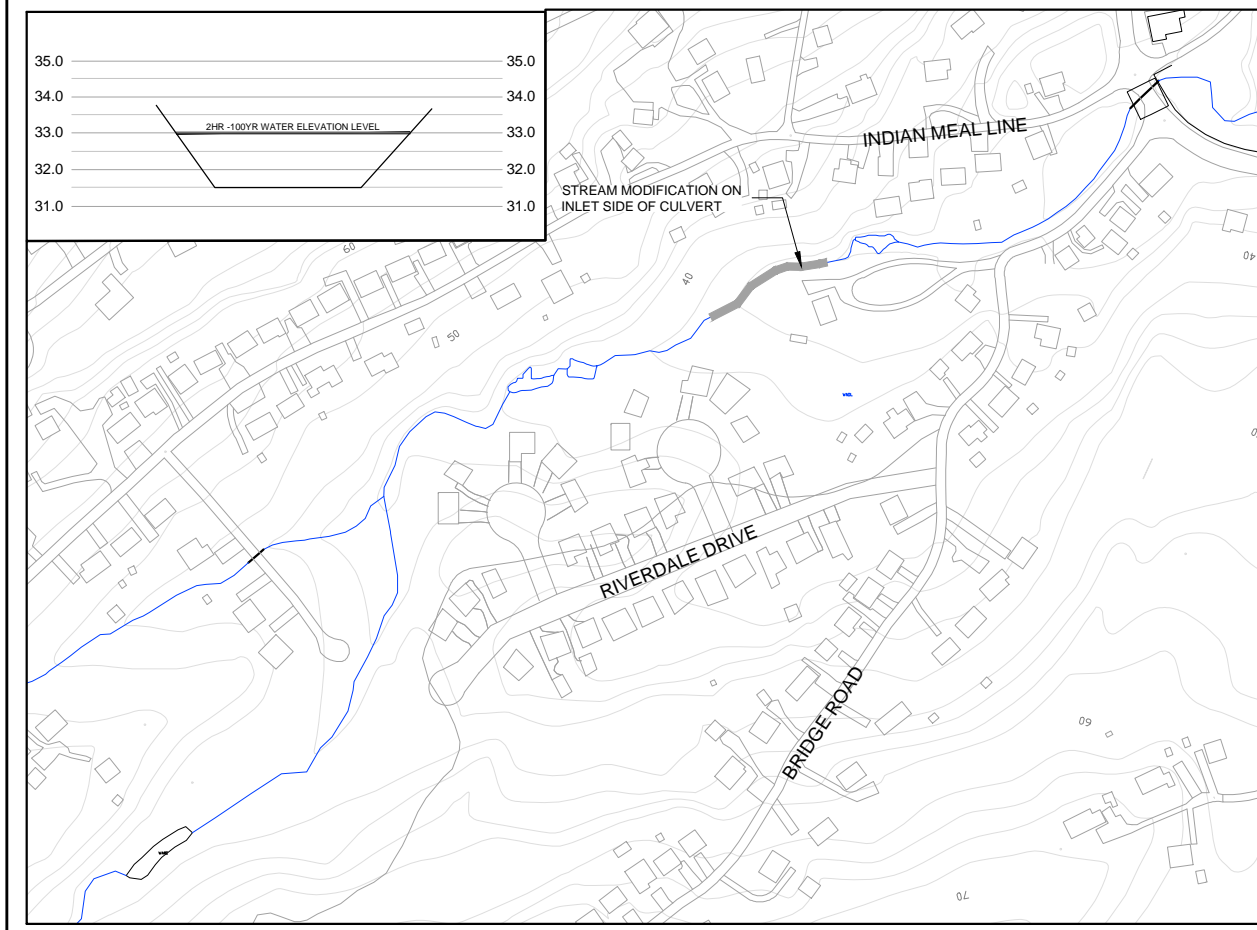 35.0 35.0
34.0 34.0
2HR -100YR WATER ELEVATION LEVEL
33.0 33.0
32.0 32.0
31.0 31.0
INDIAN MEAL LINE
STREAM MODIFICATION ON
INLET SIDE OF CULVERT
60
40
40
50
RIVERDALE DRIVE
BRIDGE ROAD
60
70